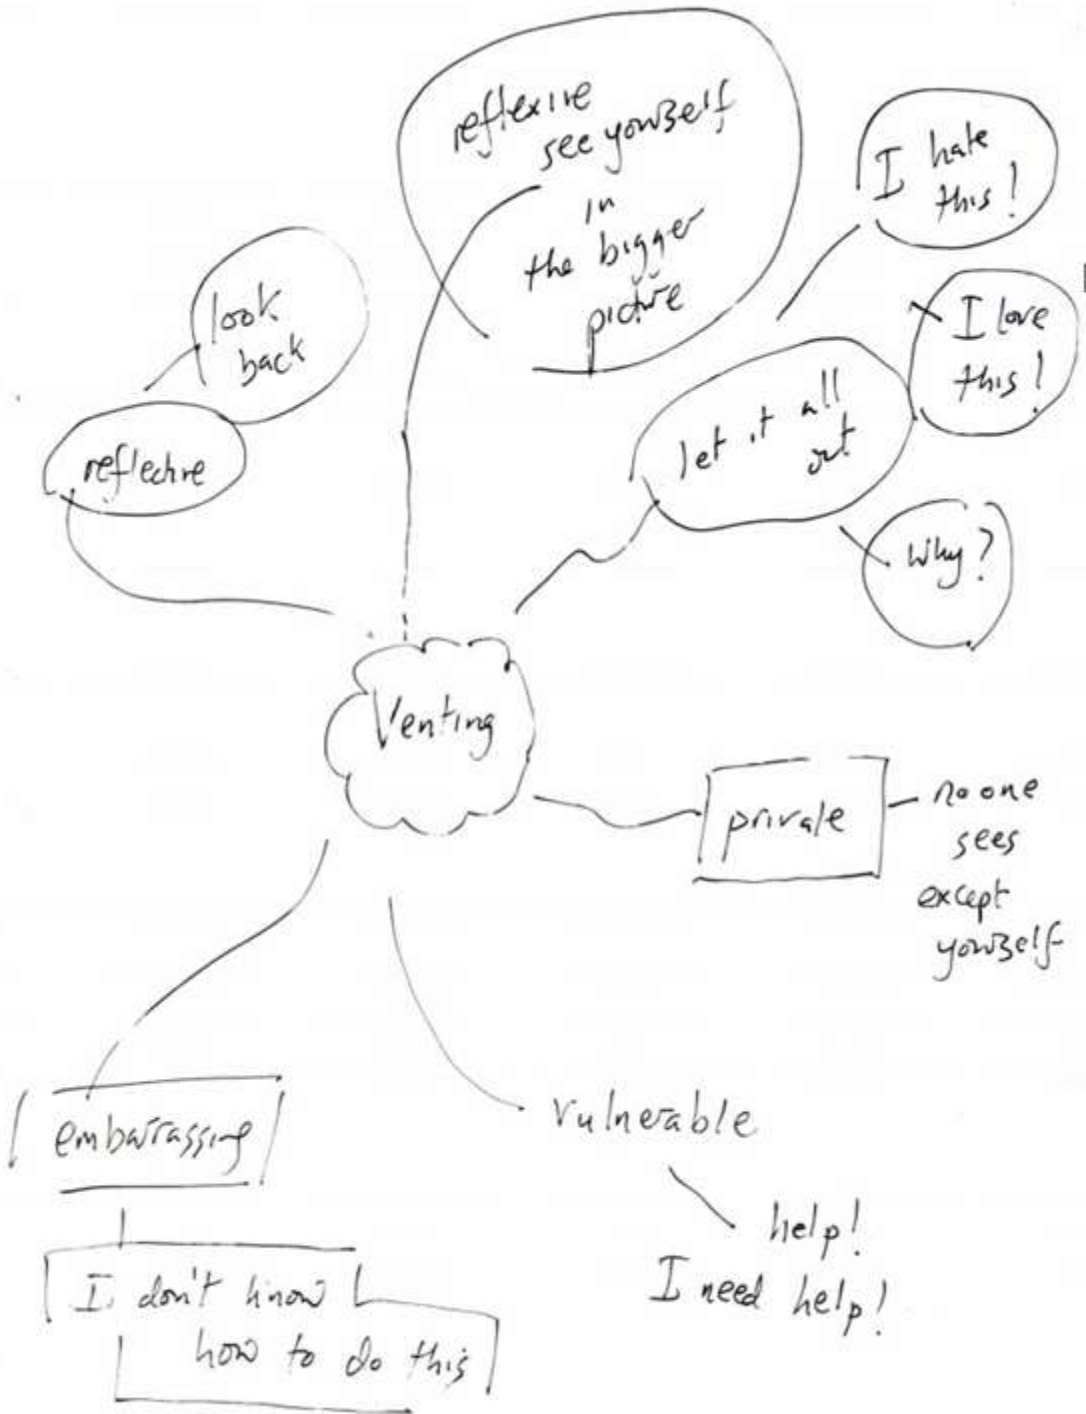 reflexive
see yourself
in
the bigger
picture
I hate
this!
look
back
I love
this!
let it all
out
reflective
why?
Venting
private
no one
sees
except
yourself
embarrassing
vulnerable
I don't know
how to do this
help!
I need help!